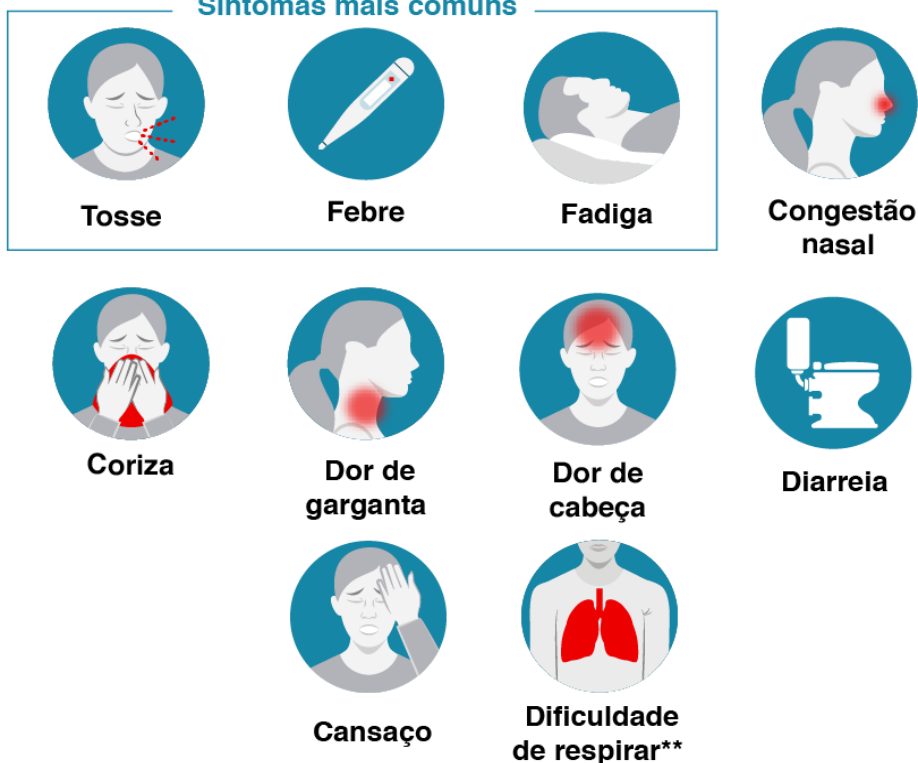 Sintomas mais comuns
Tosse
Febre
Fadiga
Congestão
nasal
Coriza
Dor de
garganta
Dor de
cabeça
Diarreia
Cansaço
Dificuldade
de respirar**